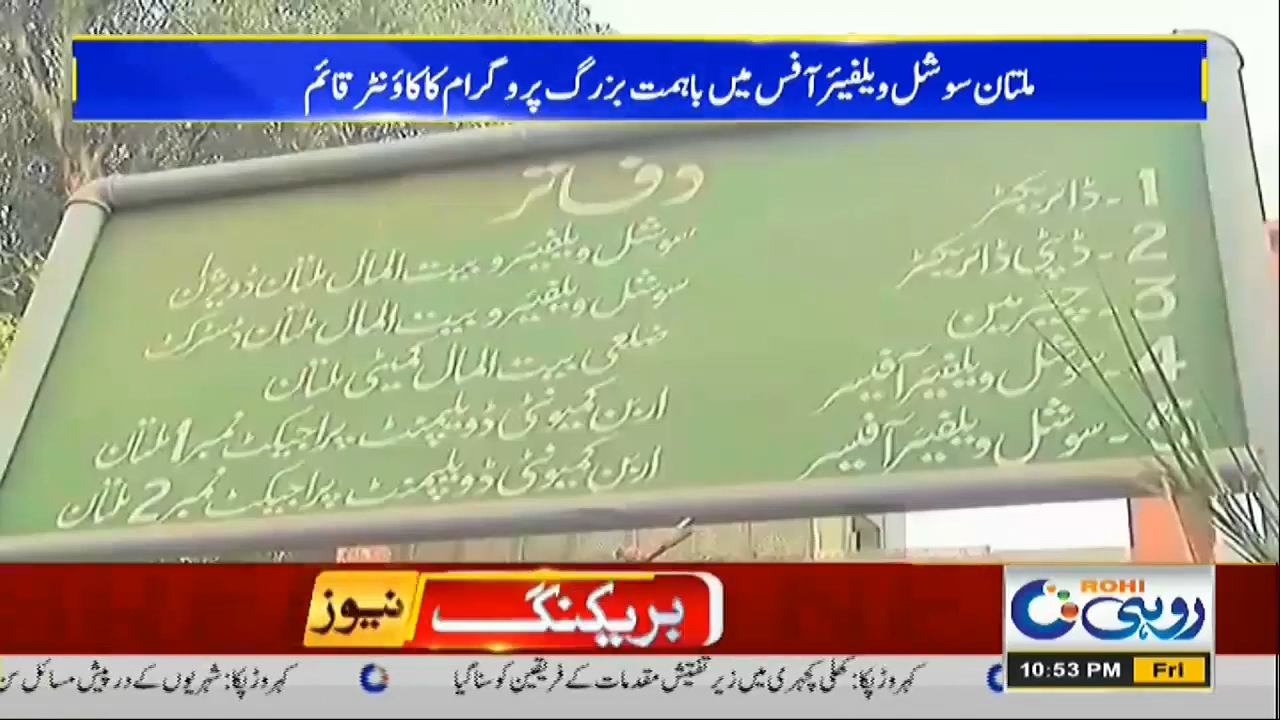 ملتان سوشل ویلفیئر آفس میں باہمت بزرگ پروگرام کا کاؤنٹر قائم
دفاتر
1- ڈائریکٹر سوشل ویلفیئر و بیت المال ملتان ڈویژن
2- ڈپٹی ڈائریکٹر سوشل ویلفیئر و بیت المال ملتان ڈسٹرکٹ
3- چیئرمین ضلعی بیت المال کمیٹی ملتان
4- سوشل ویلفیئر آفیسر اربن کمیونٹی ڈویلپمنٹ پراجیکٹ نمبر 1 ملتان
5- سوشل ویلفیئر آفیسر اربن کمیونٹی ڈویلپمنٹ پراجیکٹ نمبر 2 ملتان
بریکنگ نیوز
ROHI
روہی
10:53 PM Fri
کہروڑپکا: کھلی کچہری میں زیر تفتیش مقدمات کے فریقین کو سنا گیا
کہروڑپکا: شہریوں کے درپیش مسائل سن